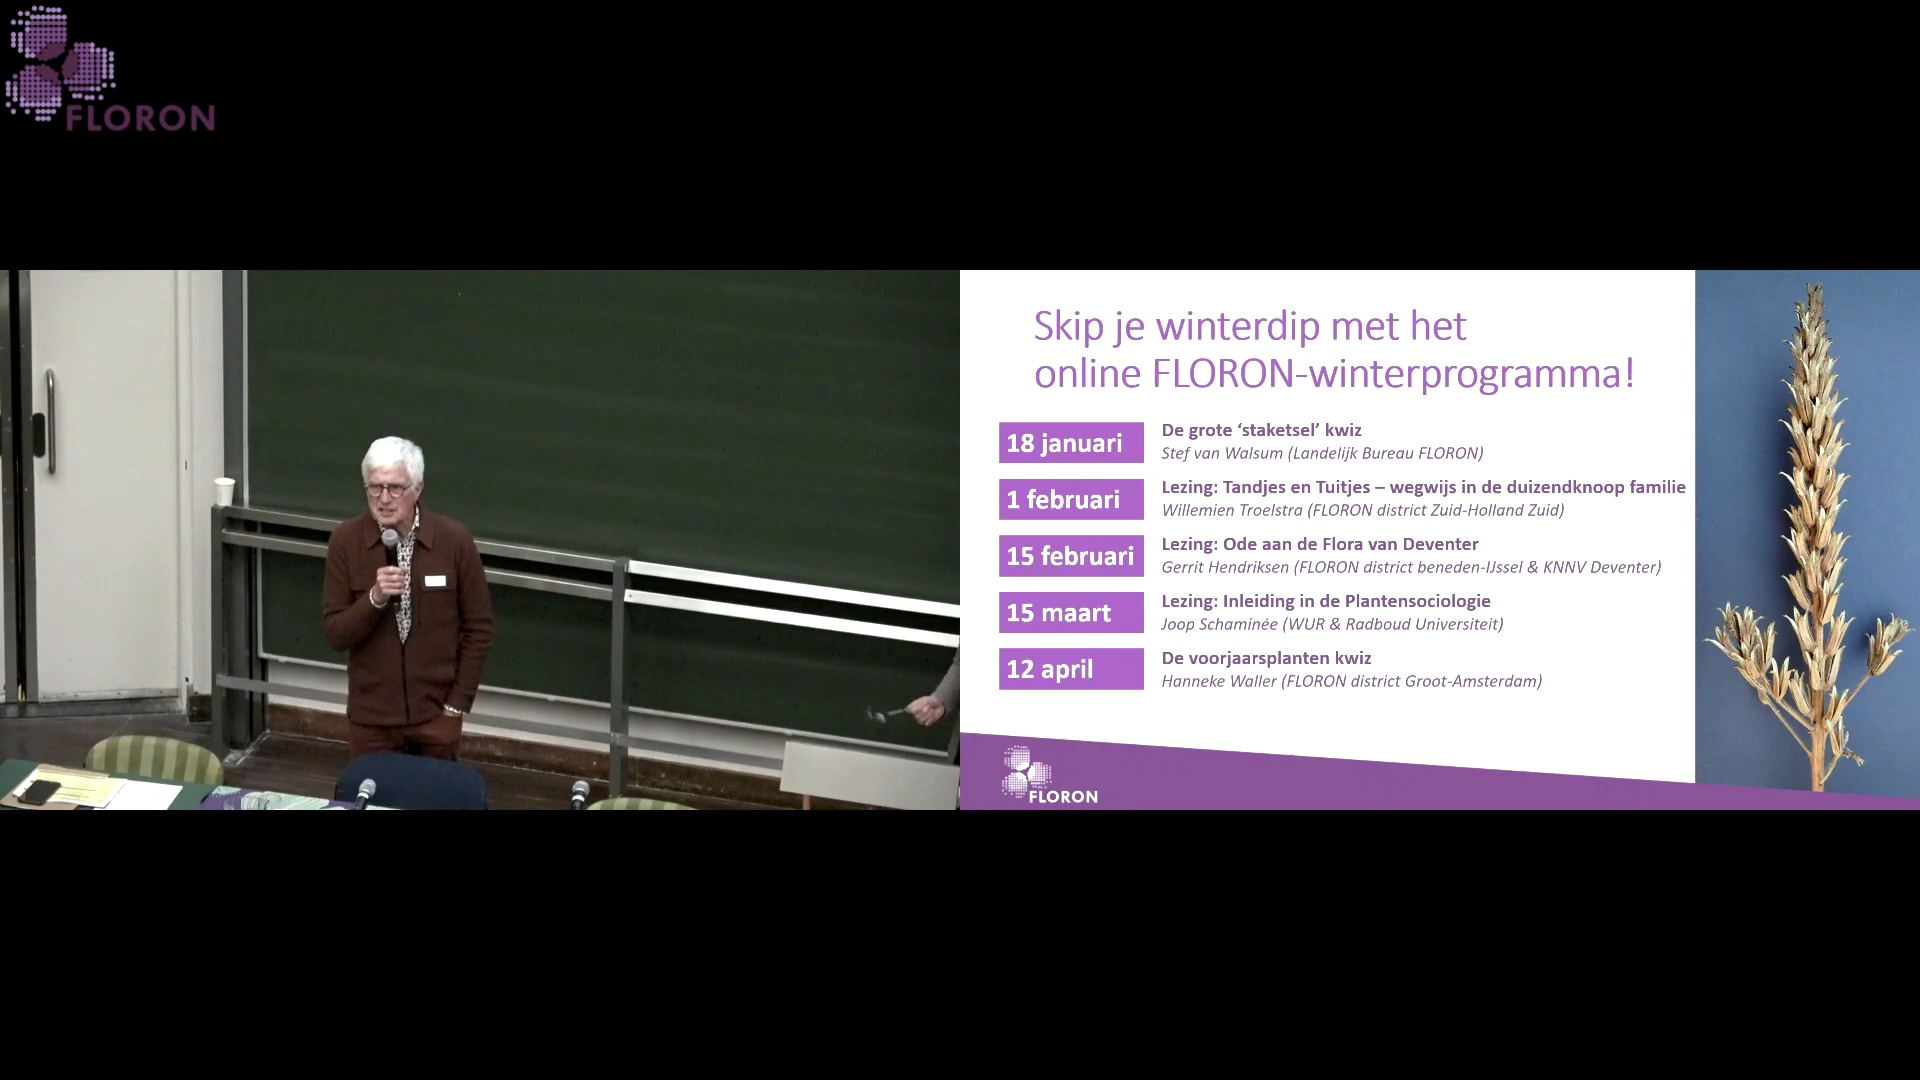 FLORON
Skip je winterdip met het
online FLORON-winterprogramma!
18 januari
De grote ‘staketsel’ kwiz
Stef van Walsum (Landelijk Bureau FLORON)
1 februari
Lezing: Tandjes en Tuitjes – wegwijs in de duizendknoop familie
Willemien Troelstra (FLORON district Zuid-Holland Zuid)
15 februari
Lezing: Ode aan de Flora van Deventer
Gerrit Hendriksen (FLORON district beneden-IJssel & KNNV Deventer)
15 maart
Lezing: Inleiding in de Plantensociologie
Joop Schaminée (WUR & Radboud Universiteit)
12 april
De voorjaarsplanten kwiz
Hanneke Waller (FLORON district Groot-Amsterdam)
FLORON